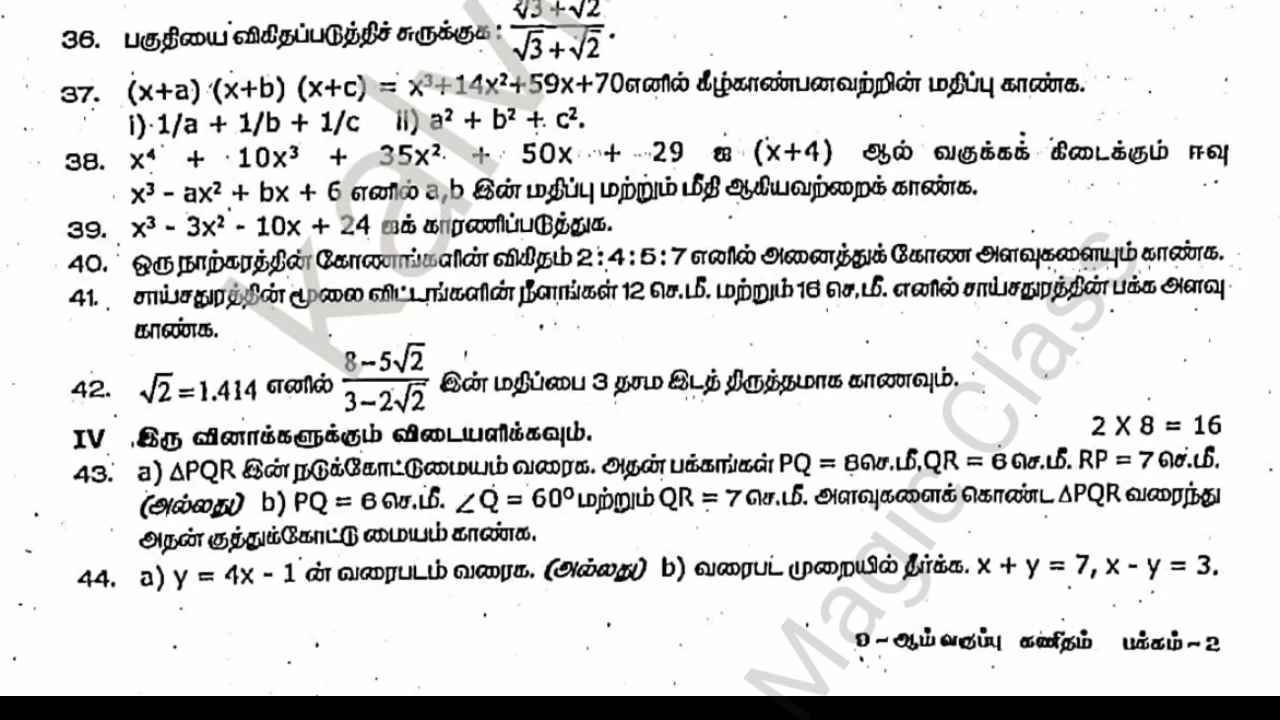 36. பகுதியை விகிதப்படுத்திச் சுருக்குக : (√3 + √2)/(√3 + √2).
37. (x+a) (x+b) (x+c) = x³+14x²+59x+70எனில் கீழ்காண்பனவற்றின் மதிப்பு காண்க.
i) 1/a + 1/b + 1/c ii) a² + b² + c².
38. x⁴ + 10x³ + 35x² + 50x + 29 ஐ (x+4) ஆல் வகுக்கக் கிடைக்கும் ஈவு
x³ - ax² + bx + 6 எனில் a,b இன் மதிப்பு மற்றும் மீதி ஆகியவற்றைக் காண்க.
39. x³ - 3x² - 10x + 24 ஐக் காரணிப்படுத்துக.
40. ஒரு நாற்கரத்தின் கோணங்களின் விகிதம் 2:4:5:7 எனில் அனைத்துக் கோண அளவுகளையும் காண்க.
41. சாய்சதுரத்தின் மூலை விட்டங்களின் நீளங்கள் 12 செ.மீ. மற்றும் 16 செ.மீ. எனில் சாய்சதுரத்தின் பக்க அளவு
காண்க.
42. √2 = 1.414 எனில் (8 – 5√2)/(3 – 2√2) இன் மதிப்பை 3 தசம இடத் திருத்தமாக காணவும்.
IV இரு வினாக்களுக்கும் விடையளிக்கவும். 2 X 8 = 16
43. a) ΔPQR இன் நடுக்கோட்டுமையம் வரைக. அதன் பக்கங்கள் PQ = 8செ.மீ,QR = 6 செ.மீ. RP = 7 செ.மீ.
(அல்லது) b) PQ = 6 செ.மீ. ∠Q = 60⁰ மற்றும் QR = 7 செ.மீ. அளவுகளைக் கொண்ட ΔPQR வரைந்து
அதன் குத்துக்கோட்டு மையம் காண்க.
44. a) y = 4x - 1 ன் வரைபடம் வரைக. (அல்லது) b) வரைபட முறையில் தீர்க்க. x + y = 7, x - y = 3.
9 – ஆம் வகுப்பு கணிதம் பக்கம் – 2
Kalvi
Magic Class